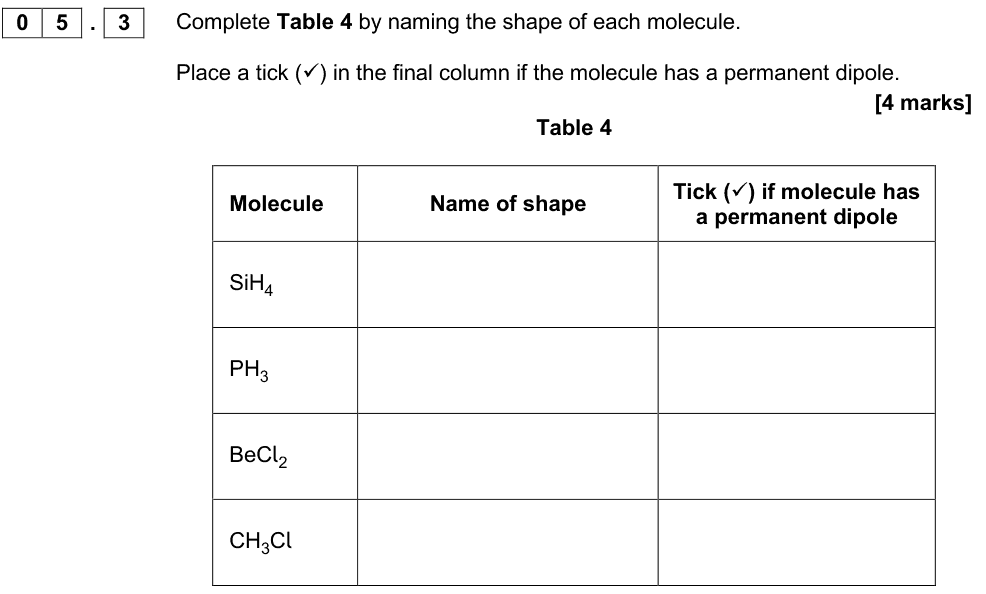 0 5 . 3 Complete Table 4 by naming the shape of each molecule.
Place a tick (✓) in the final column if the molecule has a permanent dipole.
[4 marks]
Table 4
Molecule Name of shape Tick (✓) if molecule has a permanent dipole
SiH₄
PH₃
BeCl₂
CH₃Cl